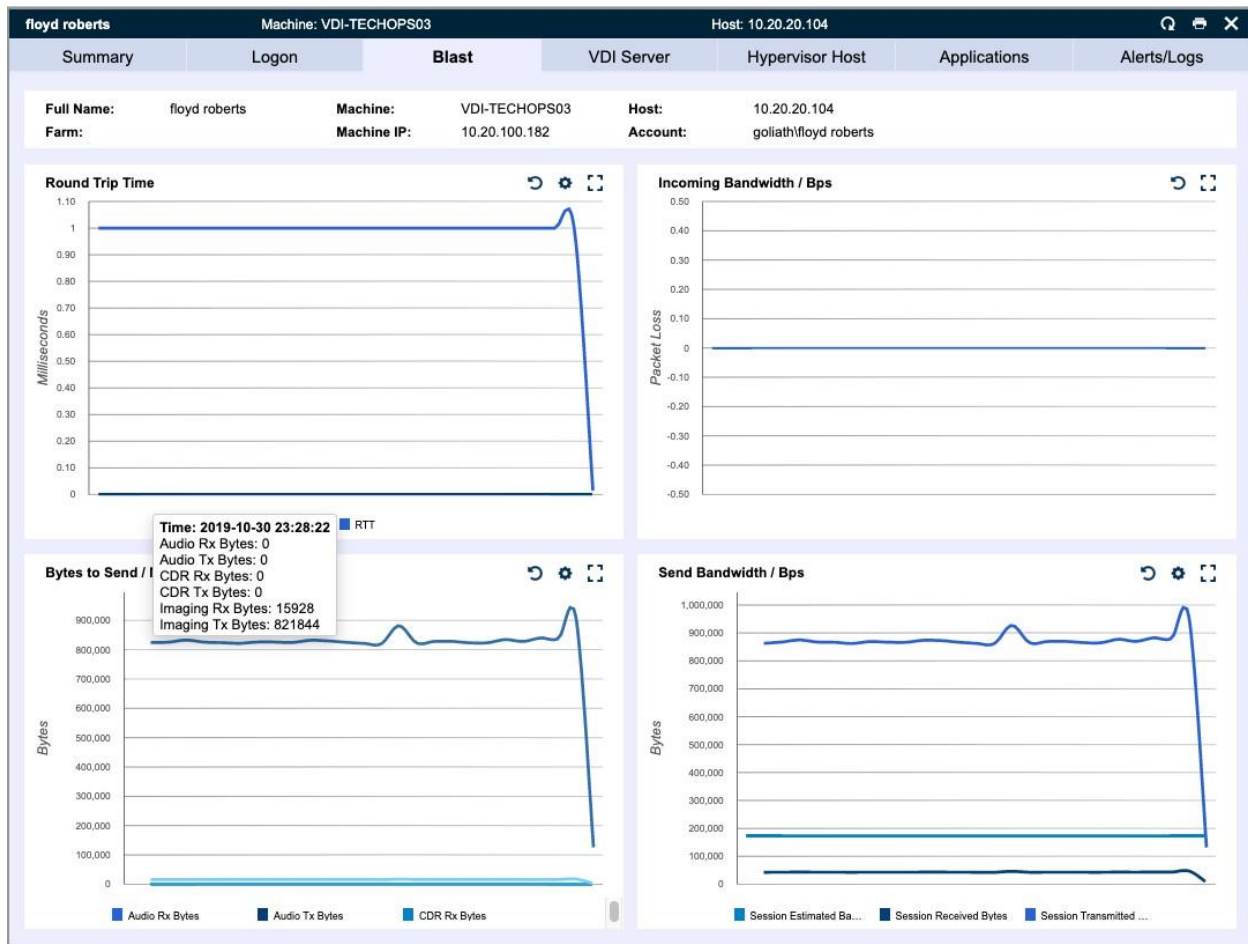 floyd roberts Machine: VDI-TECHOPS03 Host: 10.20.20.104
Summary Logon Blast VDI Server Hypervisor Host Applications Alerts/Logs
Full Name: floyd roberts Machine: VDI-TECHOPS03 Host: 10.20.20.104
Farm: Machine IP: 10.20.100.182 Account: goliath\floyd roberts
Round Trip Time
1.10
1
0.90
0.80
0.70
0.60
0.50
0.40
0.30
0.20
0.10
0
Milliseconds
RTT
Incoming Bandwidth / Bps
0.50
0.40
0.30
0.20
0.10
0
-0.10
-0.20
-0.30
-0.40
-0.50
Packet Loss
Time: 2019-10-30 23:28:22
Audio Rx Bytes: 0
Audio Tx Bytes: 0
CDR Rx Bytes: 0
CDR Tx Bytes: 0
Imaging Rx Bytes: 15928
Imaging Tx Bytes: 821844
Bytes to Send /
900,000
800,000
700,000
600,000
500,000
400,000
300,000
200,000
100,000
0
Bytes
Audio Rx Bytes Audio Tx Bytes CDR Rx Bytes
Send Bandwidth / Bps
1,000,000
900,000
800,000
700,000
600,000
500,000
400,000
300,000
200,000
100,000
0
Bytes
Session Estimated Ba... Session Received Bytes Session Transmitted ...